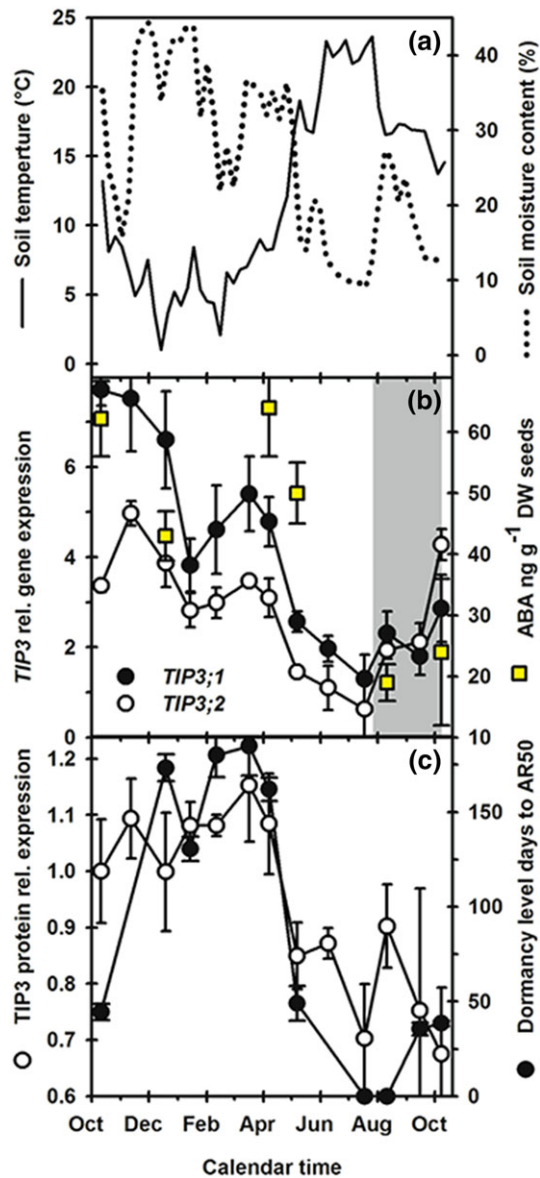 (a)
Soil temperture (°C)
25
20
15
10
5
0
40
30
20
10
0
Soil moisture content (%)
(b)
TIP3 rel. gene expression
6
4
2
0
TIP3;1
TIP3;2
60
50
40
30
20
10
ABA ng g-1 DW seeds
(c)
TIP3 protein rel. expression
1.2
1.1
1.0
0.9
0.8
0.7
0.6
150
100
50
0
Dormancy level days to AR50
Oct Dec Feb Apr Jun Aug Oct
Calendar time